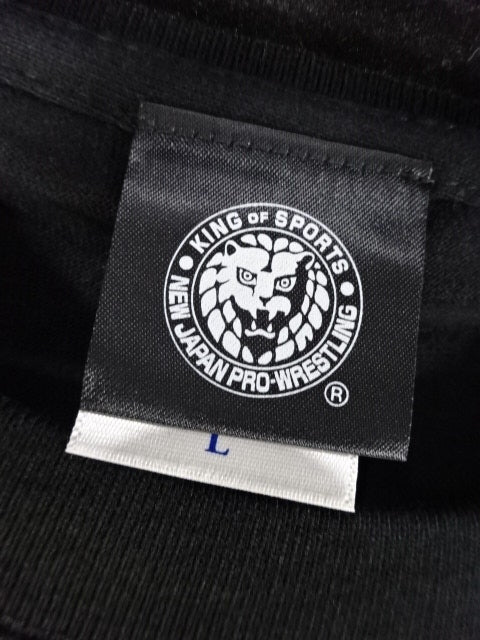 KING OF SPORTS
NEW JAPAN PRO-WRESTLING
®
L